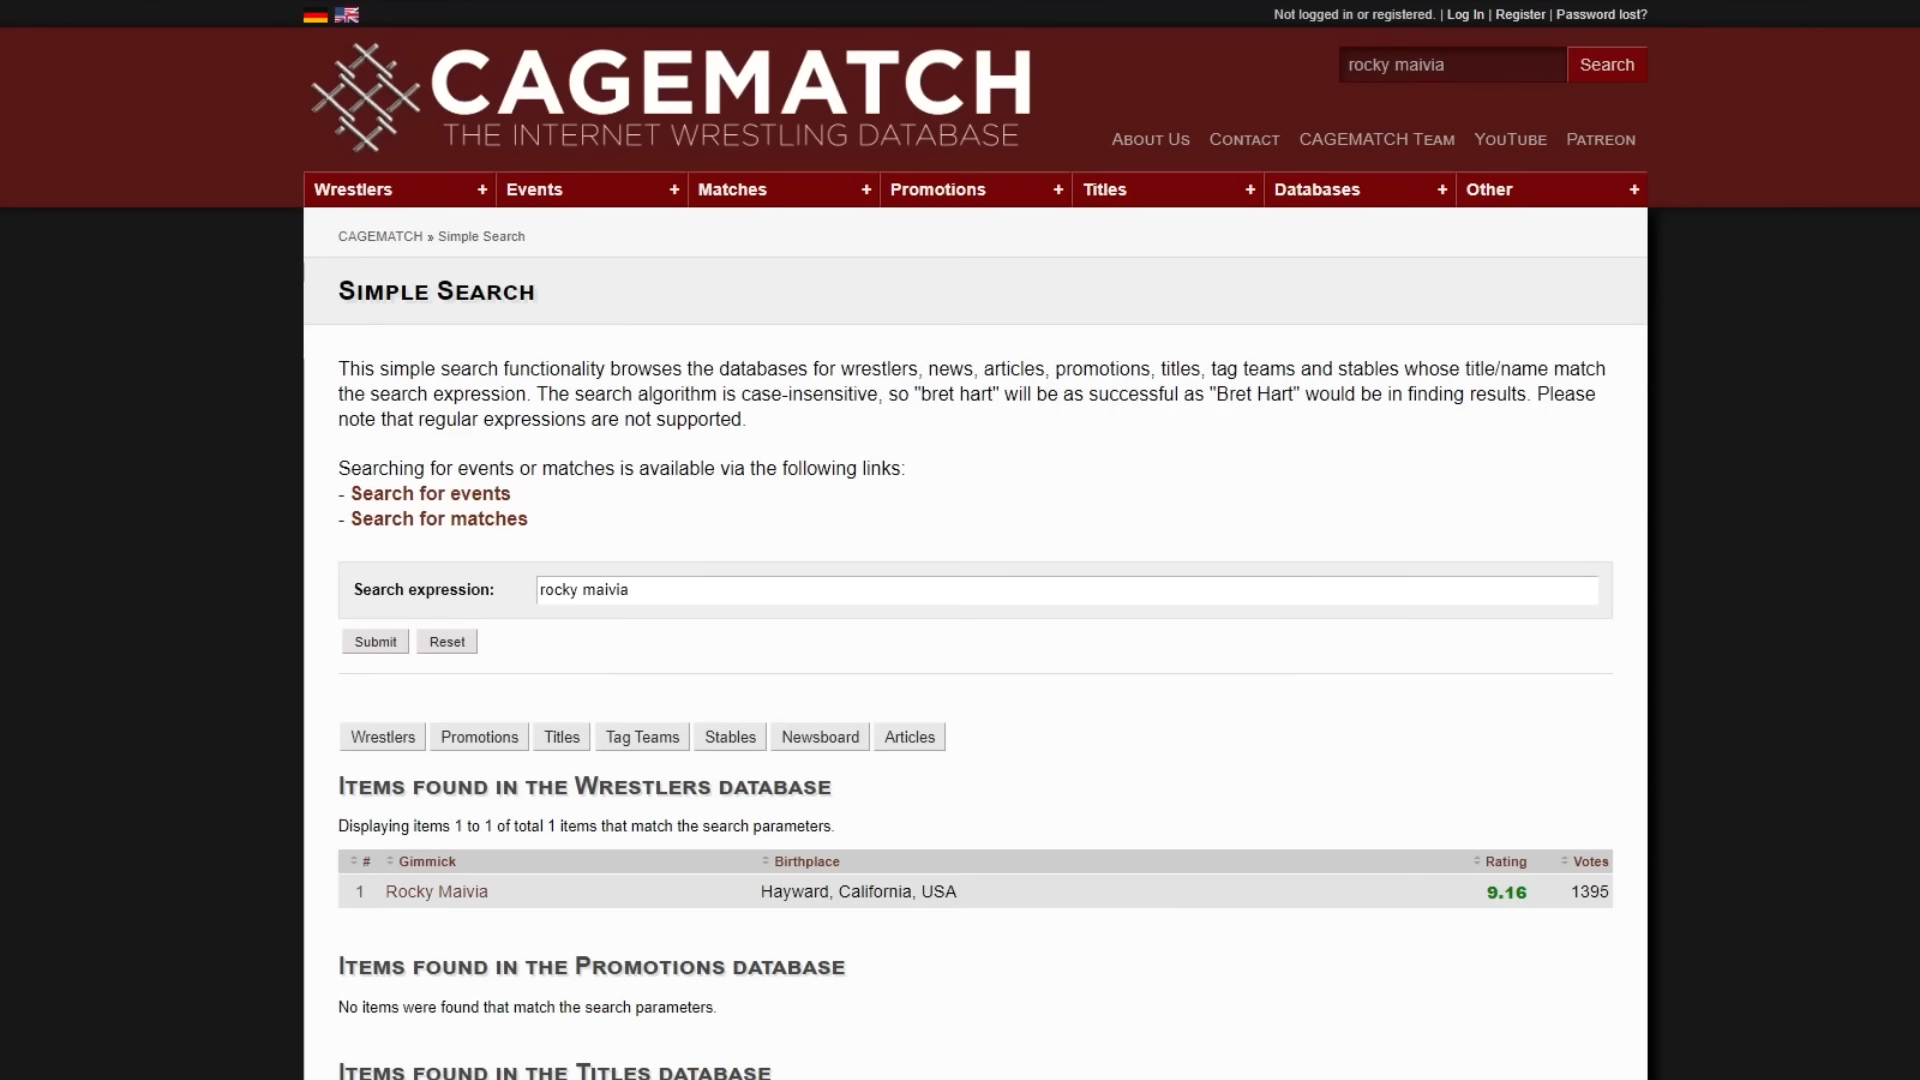 Not logged in or registered. | Log In | Register | Password lost?
CAGEMATCH
THE INTERNET WRESTLING DATABASE
rocky maivia Search
About Us Contact CAGEMATCH Team YouTube Patreon
Wrestlers + Events + Matches + Promotions + Titles + Databases + Other +
CAGEMATCH » Simple Search
Simple Search
This simple search functionality browses the databases for wrestlers, news, articles, promotions, titles, tag teams and stables whose title/name match
the search expression. The search algorithm is case-insensitive, so "bret hart" will be as successful as "Bret Hart" would be in finding results. Please
note that regular expressions are not supported.
Searching for events or matches is available via the following links:
- Search for events
- Search for matches
Search expression: rocky maivia
Submit Reset
Wrestlers Promotions Titles Tag Teams Stables Newsboard Articles
Items found in the Wrestlers database
Displaying items 1 to 1 of total 1 items that match the search parameters.
# Gimmick Birthplace Rating Votes
1 Rocky Maivia Hayward, California, USA 9.16 1395
Items found in the Promotions database
No items were found that match the search parameters.
Items found in the Titles database